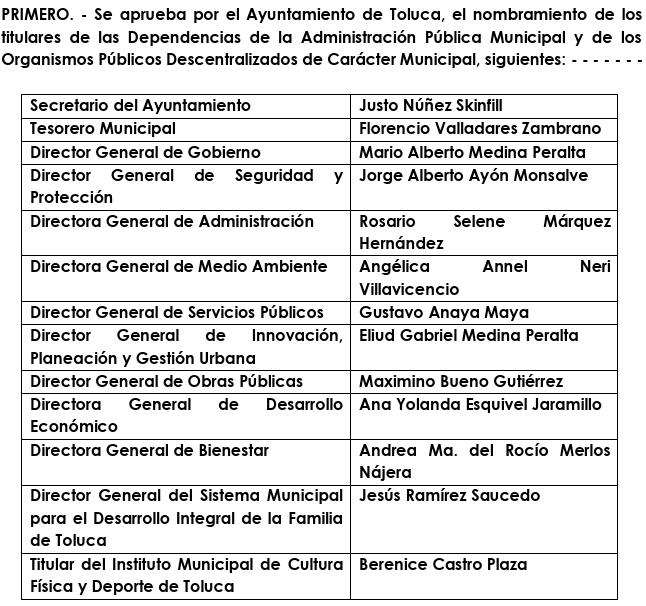 PRIMERO. - Se aprueba por el Ayuntamiento de Toluca, el nombramiento de los
titulares de las Dependencias de la Administración Pública Municipal y de los
Organismos Públicos Descentralizados de Carácter Municipal, siguientes: - - - - - - -
Secretario del Ayuntamiento
Justo Núñez Skinfill
Tesorero Municipal
Florencio Valladares Zambrano
Director General de Gobierno
Mario Alberto Medina Peralta
Director General de Seguridad y
Protección
Jorge Alberto Ayón Monsalve
Directora General de Administración
Rosario Selene Márquez
Hernández
Directora General de Medio Ambiente
Angélica Annel Neri
Villavicencio
Director General de Servicios Públicos
Gustavo Anaya Maya
Director General de Innovación,
Planeación y Gestión Urbana
Eliud Gabriel Medina Peralta
Director General de Obras Públicas
Maximino Bueno Gutiérrez
Directora General de Desarrollo
Económico
Ana Yolanda Esquivel Jaramillo
Directora General de Bienestar
Andrea Ma. del Rocío Merlos
Nájera
Director General del Sistema Municipal
para el Desarrollo Integral de la Familia
de Toluca
Jesús Ramírez Saucedo
Titular del Instituto Municipal de Cultura
Física y Deporte de Toluca
Berenice Castro Plaza